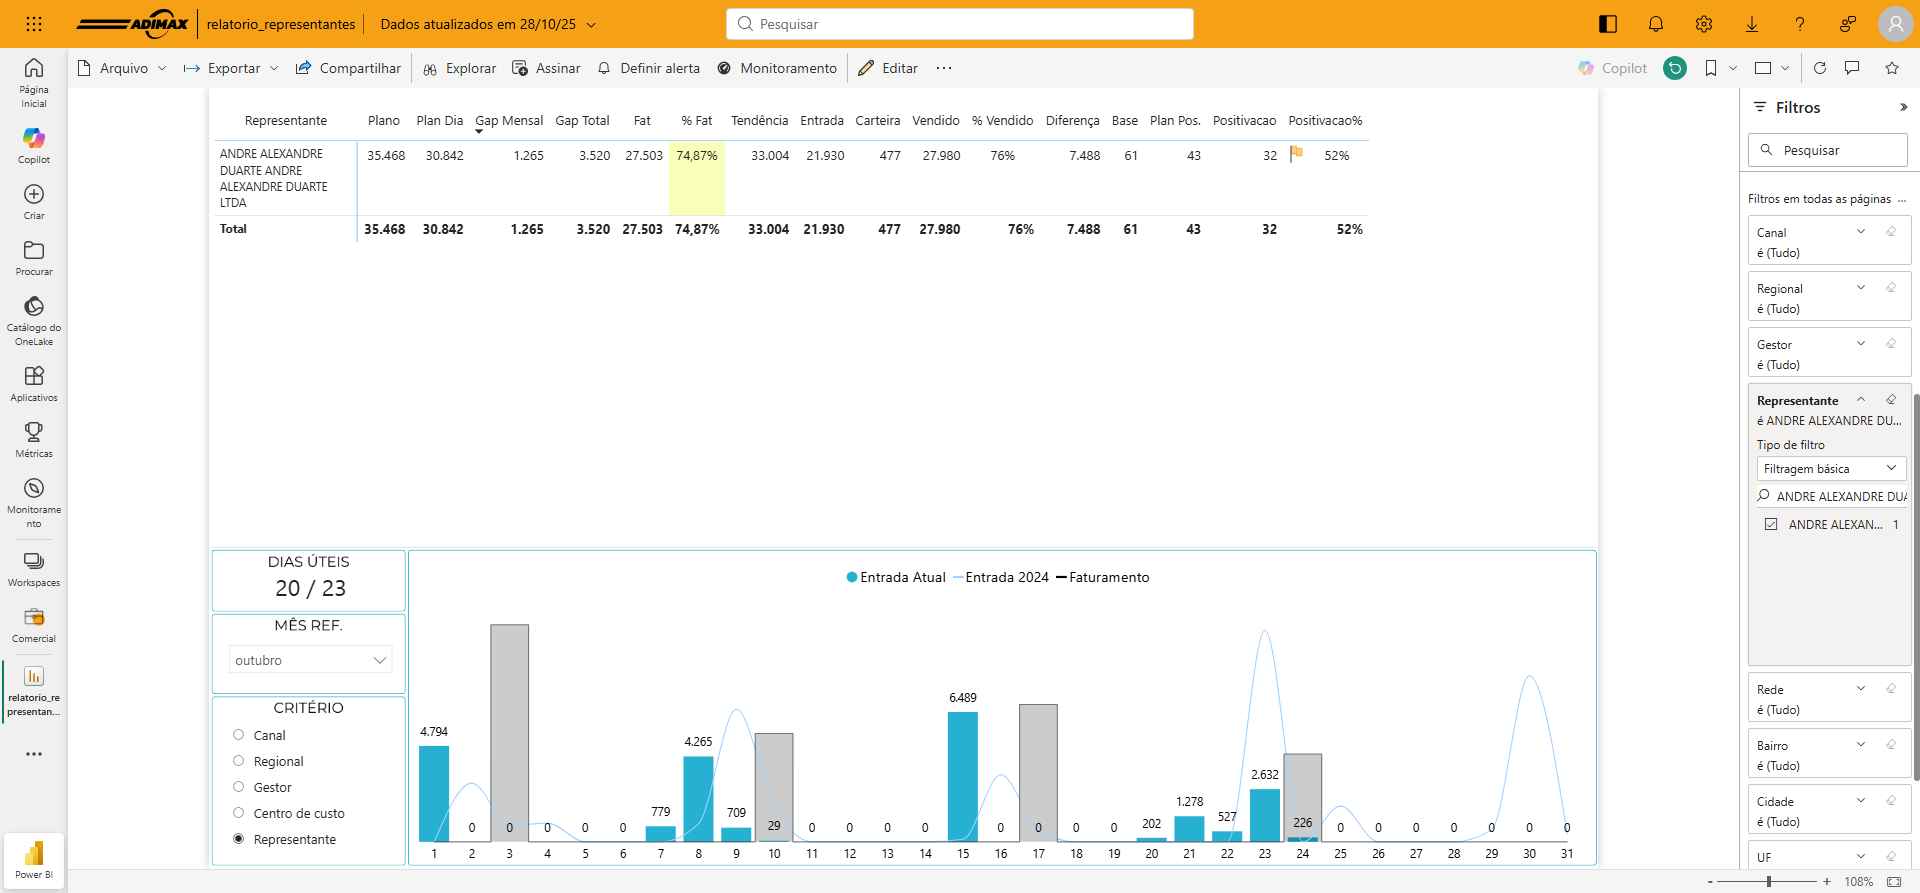 ADIMAX
relatorio_representantes
Dados atualizados em 28/10/25
Pesquisar
Arquivo
Exportar
Compartilhar
Explorar
Assinar
Definir alerta
Monitoramento
Editar
Copilot
Página
Inicial
Copilot
Criar
Procurar
Catálogo do
OneLake
Aplicativos
Métricas
Monitorame
nto
Workspaces
Comercial
relatorio_re
presentan...
Power BI
Representante Plano Plan Dia Gap Mensal Gap Total Fat % Fat Tendência Entrada Carteira Vendido % Vendido Diferença Base Plan Pos. Positivacao Positivacao%
ANDRE ALEXANDRE 35.468 30.842 1.265 3.520 27.503 74,87% 33.004 21.930 477 27.980 76% 7.488 61 43 32 52%
DUARTE ANDRE
ALEXANDRE DUARTE
LTDA
Total 35.468 30.842 1.265 3.520 27.503 74,87% 33.004 21.930 477 27.980 76% 7.488 61 43 32 52%
DIAS ÚTEIS
20 / 23
MÊS REF.
outubro
CRITÉRIO
Canal
Regional
Gestor
Centro de custo
Representante
Entrada Atual Entrada 2024 Faturamento
4.794 0 0 0 0 0 779 4.265 709 29 0 0 0 0 6.489 0 0 0 0 202 1.278 527 2.632 226 0 0 0 0 0 0 0
1 2 3 4 5 6 7 8 9 10 11 12 13 14 15 16 17 18 19 20 21 22 23 24 25 26 27 28 29 30 31
Filtros
Pesquisar
Filtros em todas as páginas ...
Canal
é (Tudo)
Regional
é (Tudo)
Gestor
é (Tudo)
Representante
é ANDRE ALEXANDRE DU...
Tipo de filtro
Filtragem básica
ANDRE ALEXANDRE DUA
ANDRE ALEXAN... 1
Rede
é (Tudo)
Bairro
é (Tudo)
Cidade
é (Tudo)
UF
- + 108%